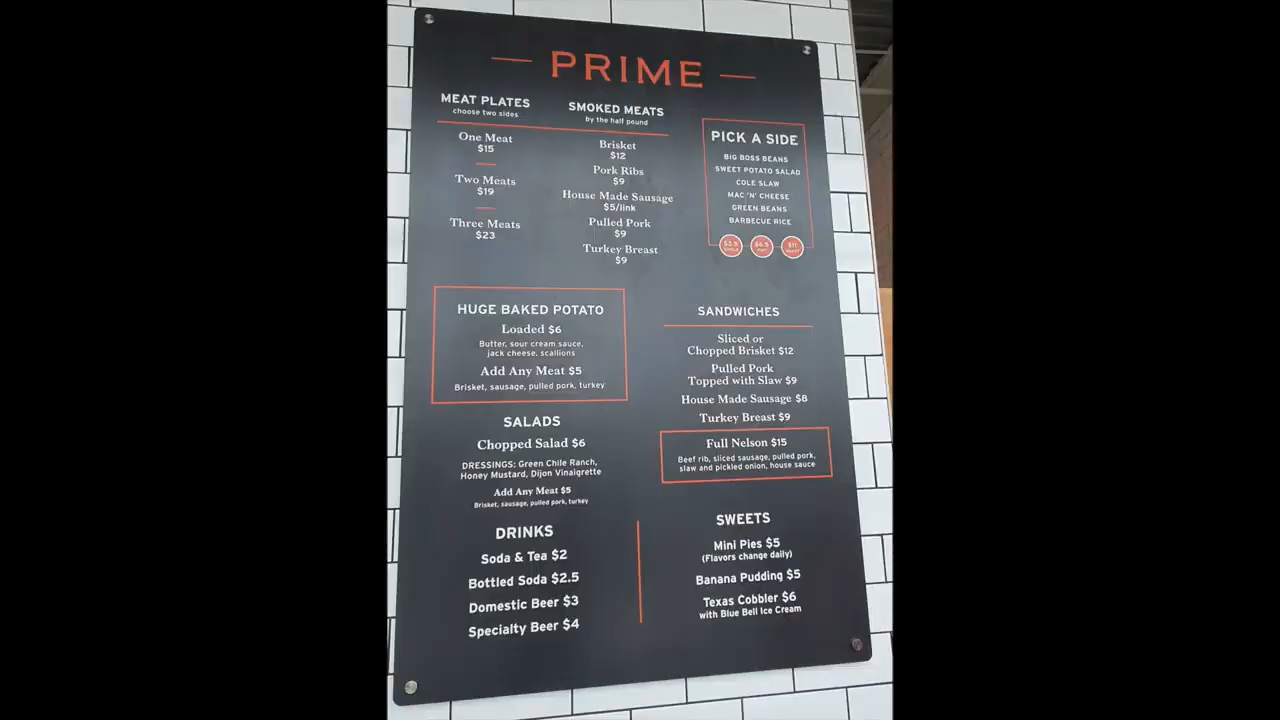 PRIME
MEAT PLATES
choose two sides
One Meat
$15
Two Meats
$19
Three Meats
$23
SMOKED MEATS
by the half pound
Brisket
$12
Pork Ribs
$9
House Made Sausage
$5/link
Pulled Pork
$9
Turkey Breast
$9
PICK A SIDE
BIG BOSS BEANS
SWEET POTATO SALAD
COLE SLAW
MAC 'N' CHEESE
GREEN BEANS
BARBECUE RICE
$6.5
$11
HUGE BAKED POTATO
Loaded $6
Butter, sour cream sauce,
jack cheese, scallions
Add Any Meat $5
Brisket, sausage, pulled pork, turkey
SALADS
Chopped Salad $6
DRESSINGS: Green Chile Ranch,
Honey Mustard, Dijon Vinaigrette
Add Any Meat $5
Brisket, sausage, pulled pork, turkey
SANDWICHES
Sliced or
Chopped Brisket $12
Pulled Pork
Topped with Slaw $9
House Made Sausage $8
Turkey Breast $9
Full Nelson $15
Beef rib, sliced sausage, pulled pork,
slaw and pickled onion, house sauce
DRINKS
Soda & Tea $2
Bottled Soda $2.5
Domestic Beer $3
Specialty Beer $4
SWEETS
Mini Pies $5
(Flavors change daily)
Banana Pudding $5
Texas Cobbler $6
with Blue Bell Ice Cream